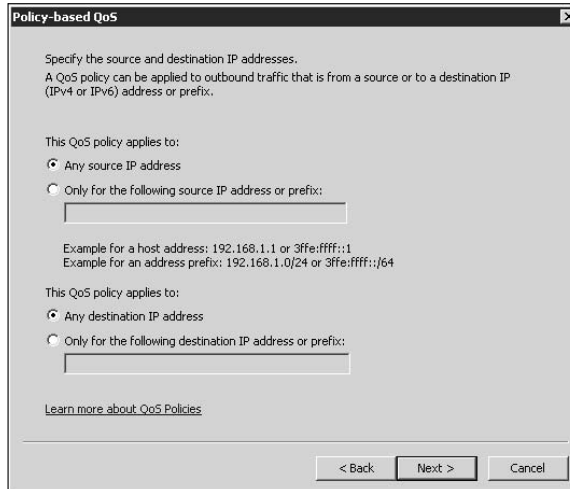 Policy-based QoS
Specify the source and destination IP addresses.
A QoS policy can be applied to outbound traffic that is from a source or to a destination IP
(IPv4 or IPv6) address or prefix.
This QoS policy applies to:
Any source IP address
Only for the following source IP address or prefix:
Example for a host address: 192.168.1.1 or 3ffe:ffff::1
Example for an address prefix: 192.168.1.0/24 or 3ffe:ffff::/64
This QoS policy applies to:
Any destination IP address
Only for the following destination IP address or prefix:
Learn more about QoS Policies
< Back Next > Cancel